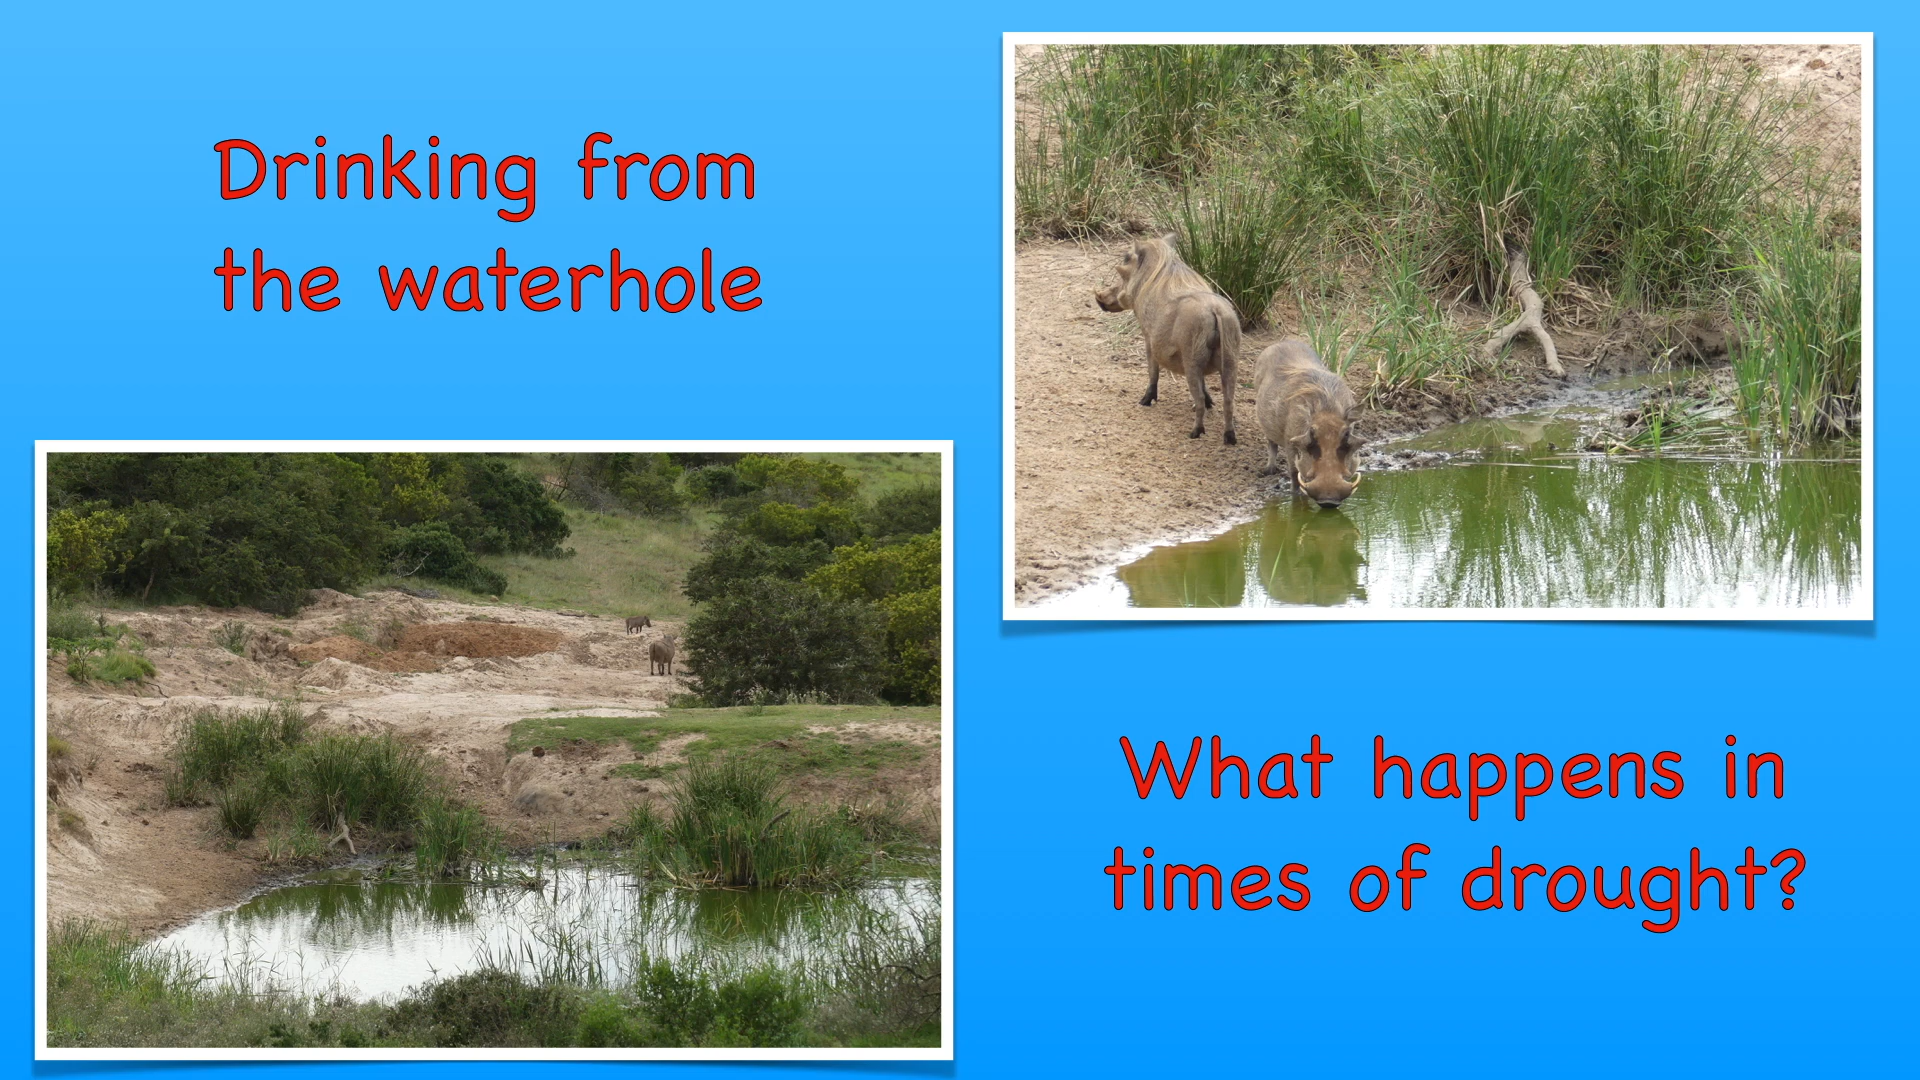 Drinking from
the waterhole
What happens in
times of drought?